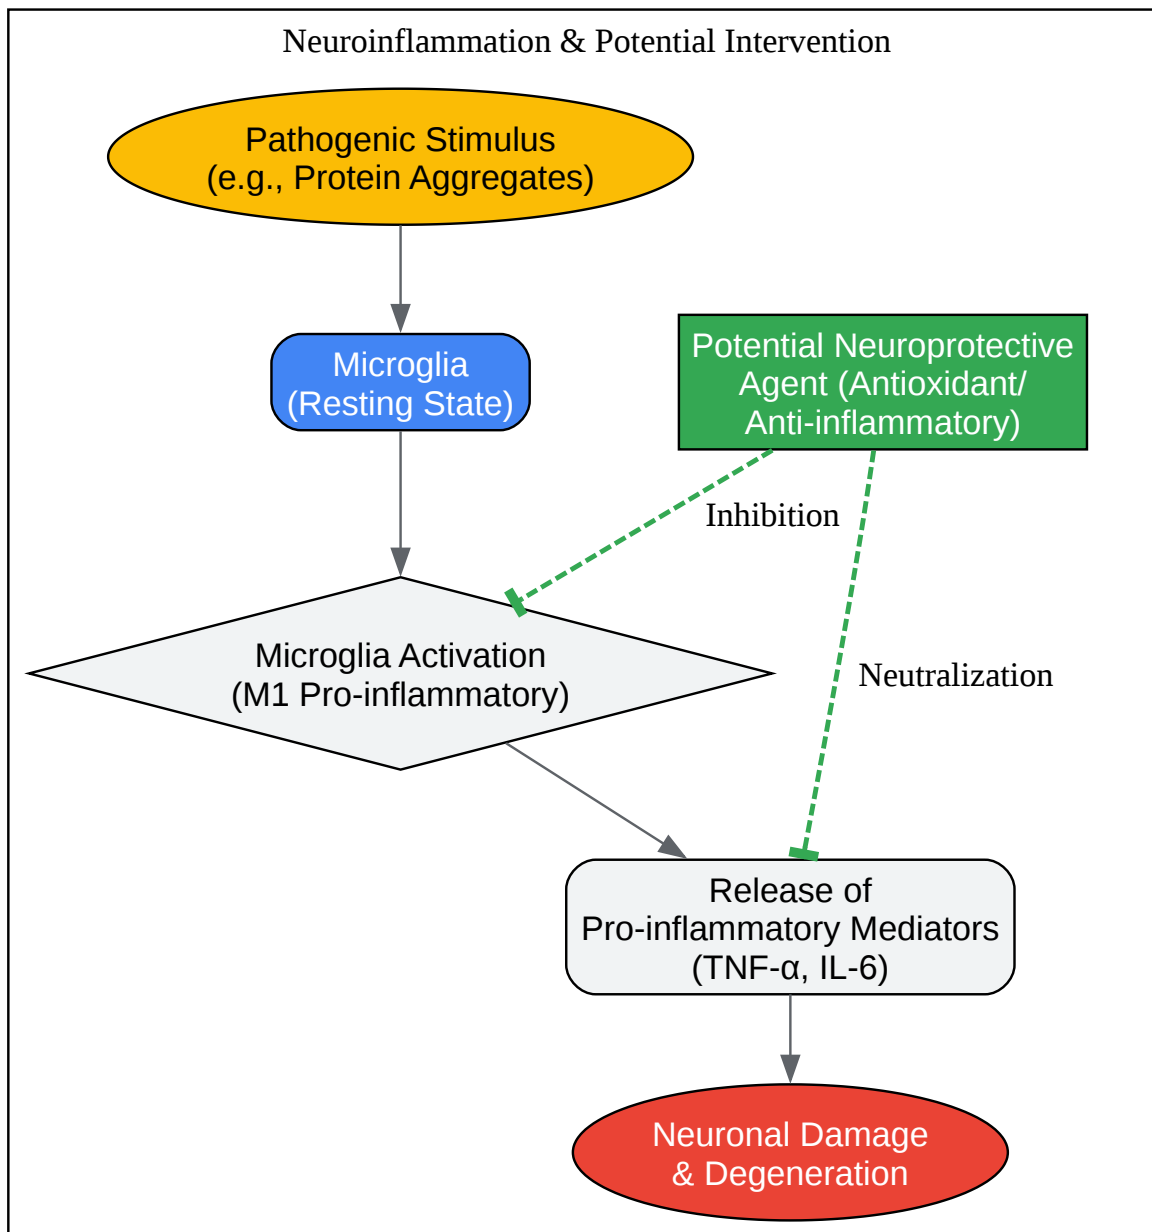 Neuroinflammation & Potential Intervention
Pathogenic Stimulus
(e.g., Protein Aggregates)
Microglia
(Resting State)
Potential Neuroprotective
Agent (Antioxidant/
Anti-inflammatory)
Inhibition
Microglia Activation
(M1 Pro-inflammatory)
Neutralization
Release of
Pro-inflammatory Mediators
(TNF-α, IL-6)
Neuronal Damage
& Degeneration